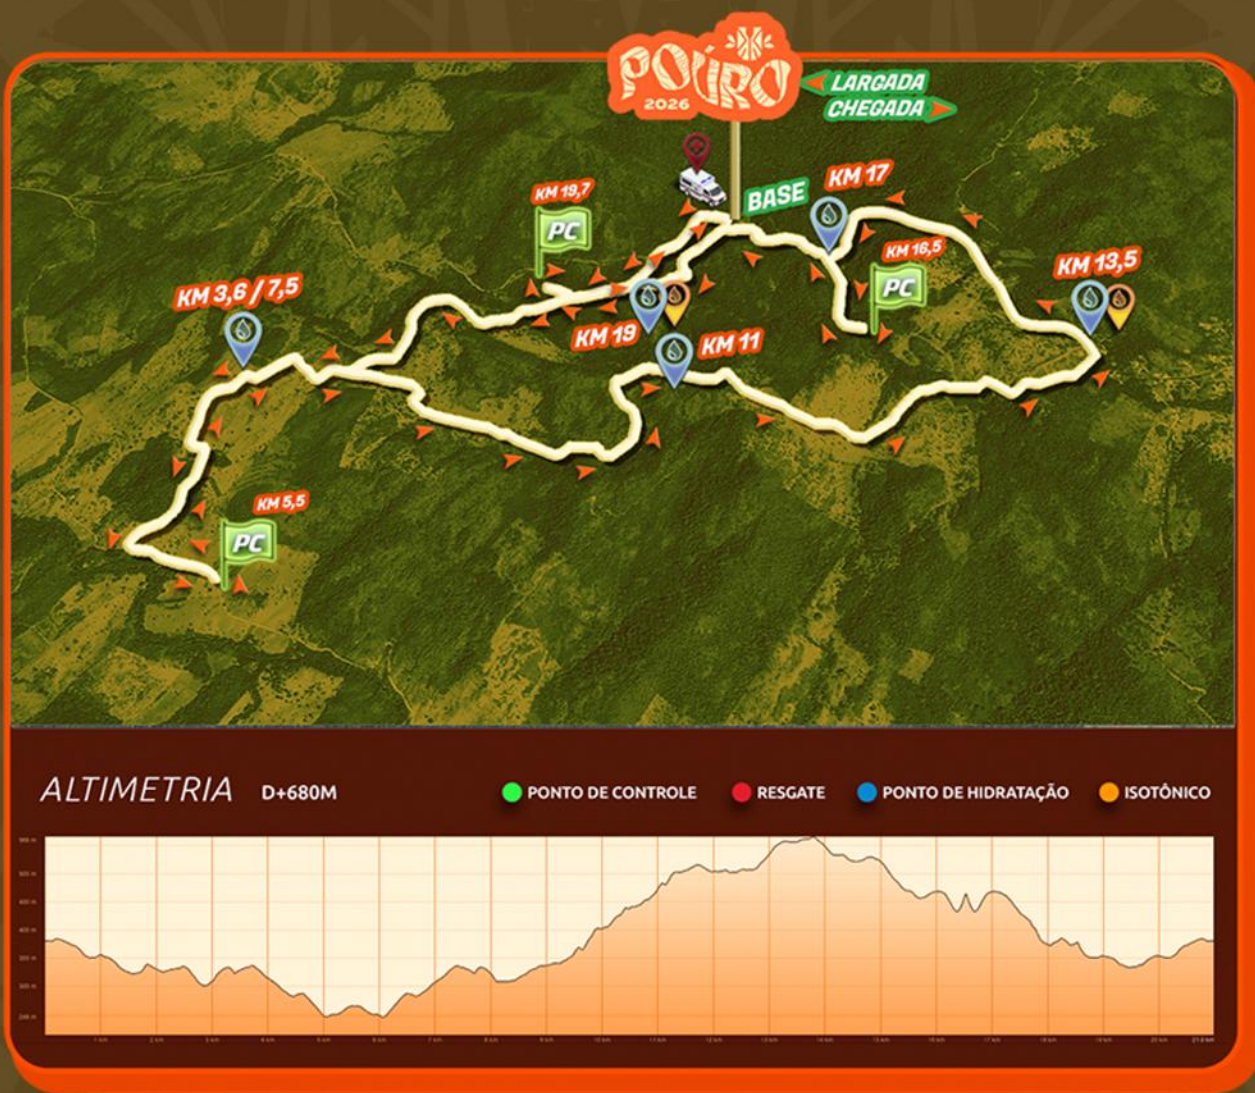 POURO
2026
LARGADA
CHEGADA
KM 19,7
PC
BASE
KM 17
KM 16,5
PC
KM 13,5
KM 3,6 / 7,5
KM 19
KM 11
KM 5,5
PC
ALTIMETRIA
D+680M
PONTO DE CONTROLE
RESGATE
PONTO DE HIDRATAÇÃO
ISOTÔNICO